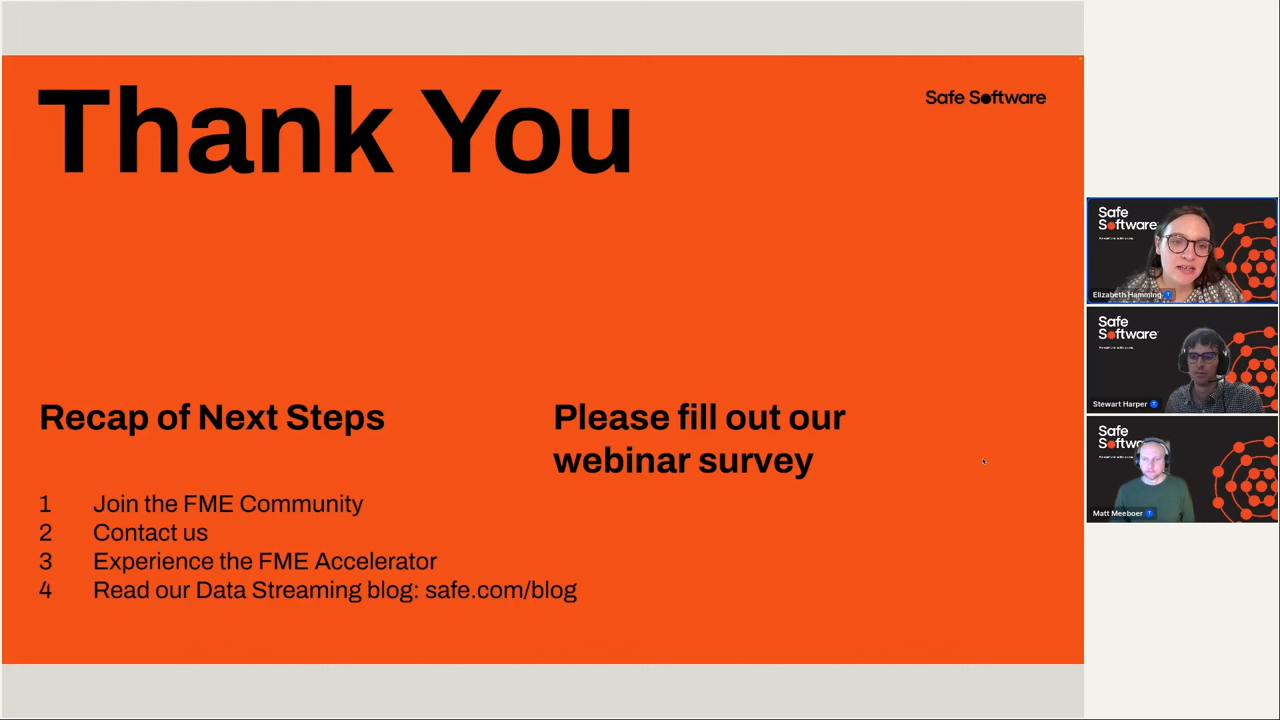 Thank You
Safe Software
Recap of Next Steps
1 Join the FME Community
2 Contact us
3 Experience the FME Accelerator
4 Read our Data Streaming blog: safe.com/blog
Please fill out our
webinar survey
Safe
Software
Elizabeth Hamming
Safe
Software
Stewart Harper
Safe
Softwa
Matt Meeboer